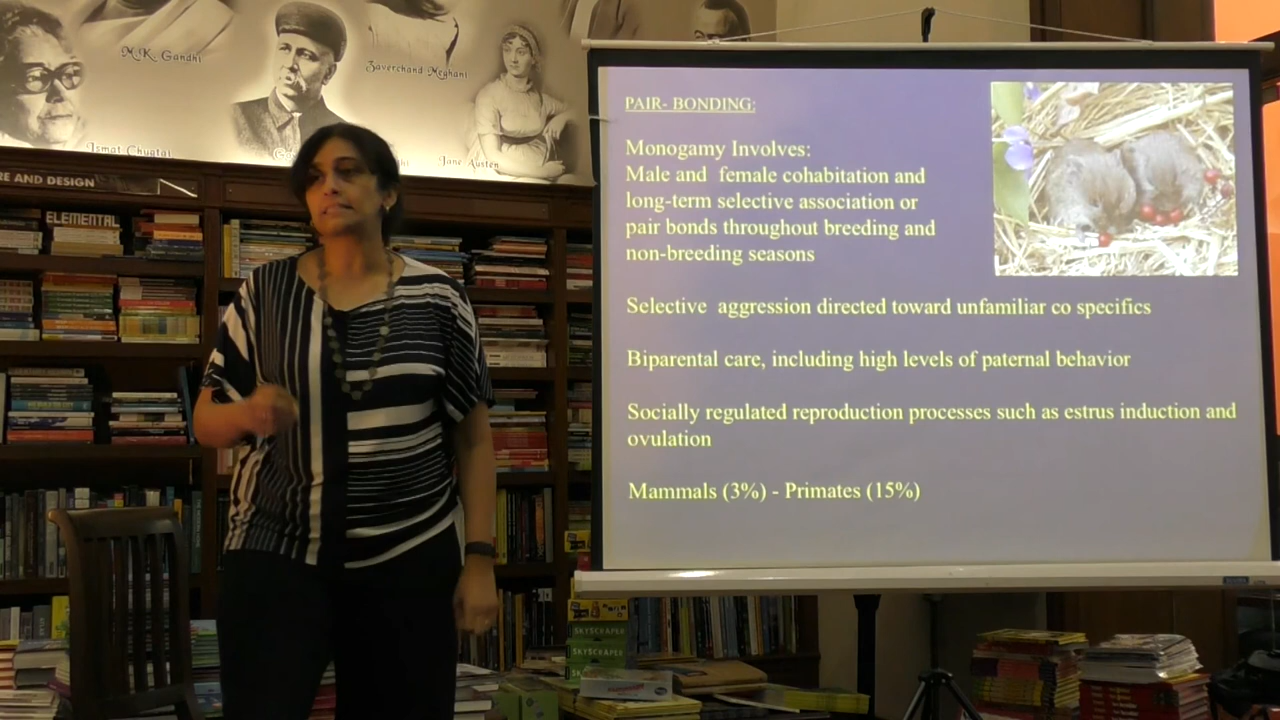 M.K. Gandhi
Zaverchand Meghani
Ismat Chugtai
Jane Austen
RE AND DESIGN
ELEMENTAL
PAIR- BONDING:
Monogamy Involves:
Male and female cohabitation and
long-term selective association or
pair bonds throughout breeding and
non-breeding seasons
Selective aggression directed toward unfamiliar co specifics
Biparental care, including high levels of paternal behavior
Socially regulated reproduction processes such as estrus induction and
ovulation
Mammals (3%) - Primates (15%)
SKYSCRAPER
SKYSCRAPER